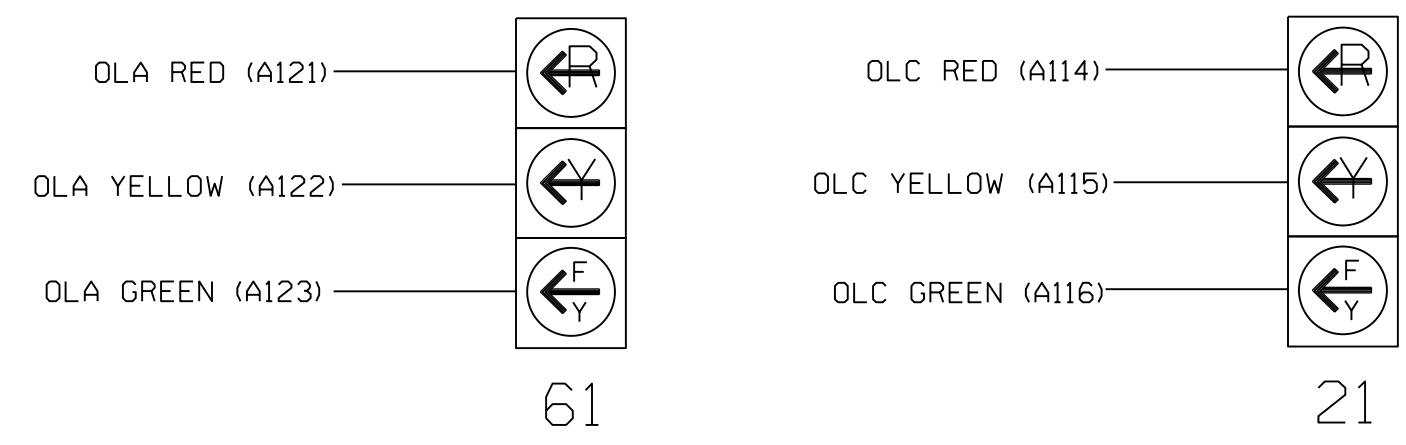 OLA RED (A121)
R
OLA YELLOW (A122)
Y
OLA GREEN (A123)
F
Y
61
OLC RED (A114)
R
OLC YELLOW (A115)
Y
OLC GREEN (A116)
F
Y
21